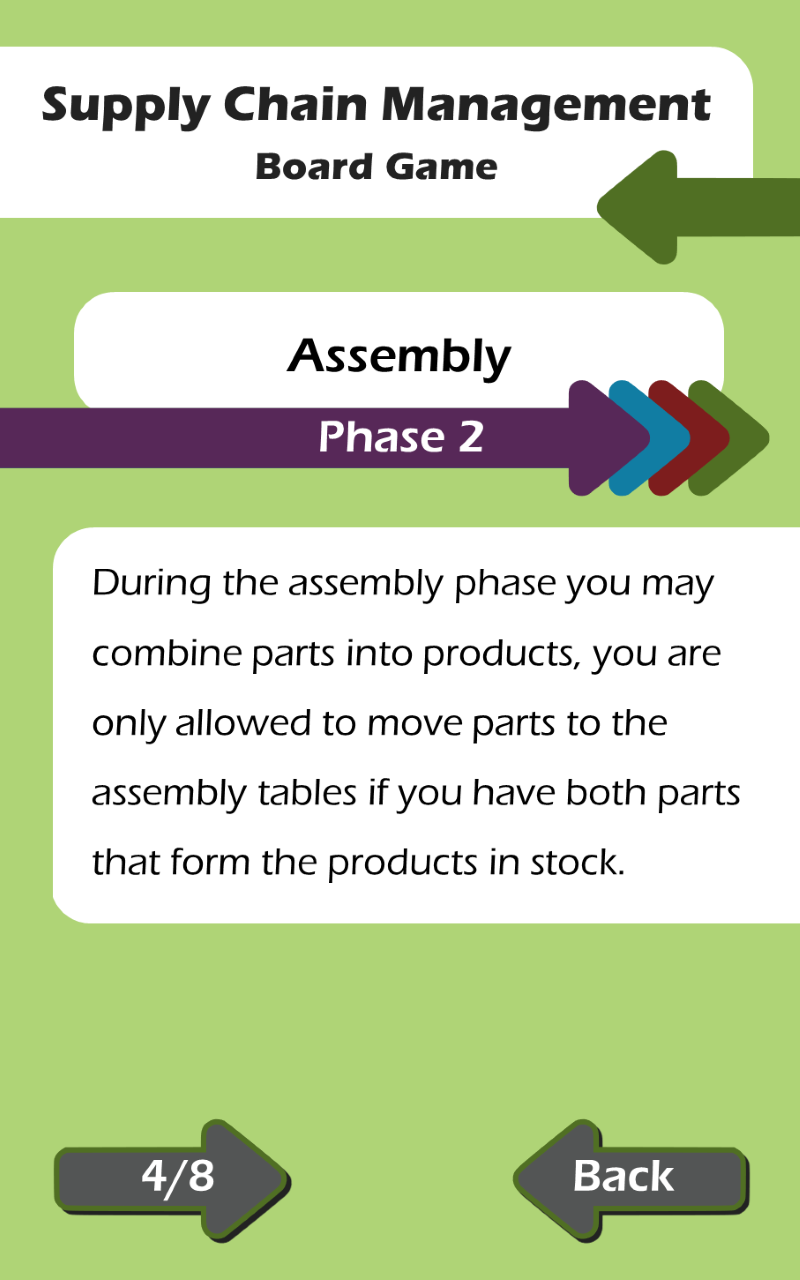 Supply Chain Management
Board Game
Assembly
Phase 2
During the assembly phase you may
combine parts into products, you are
only allowed to move parts to the
assembly tables if you have both parts
that form the products in stock.
4/8
Back